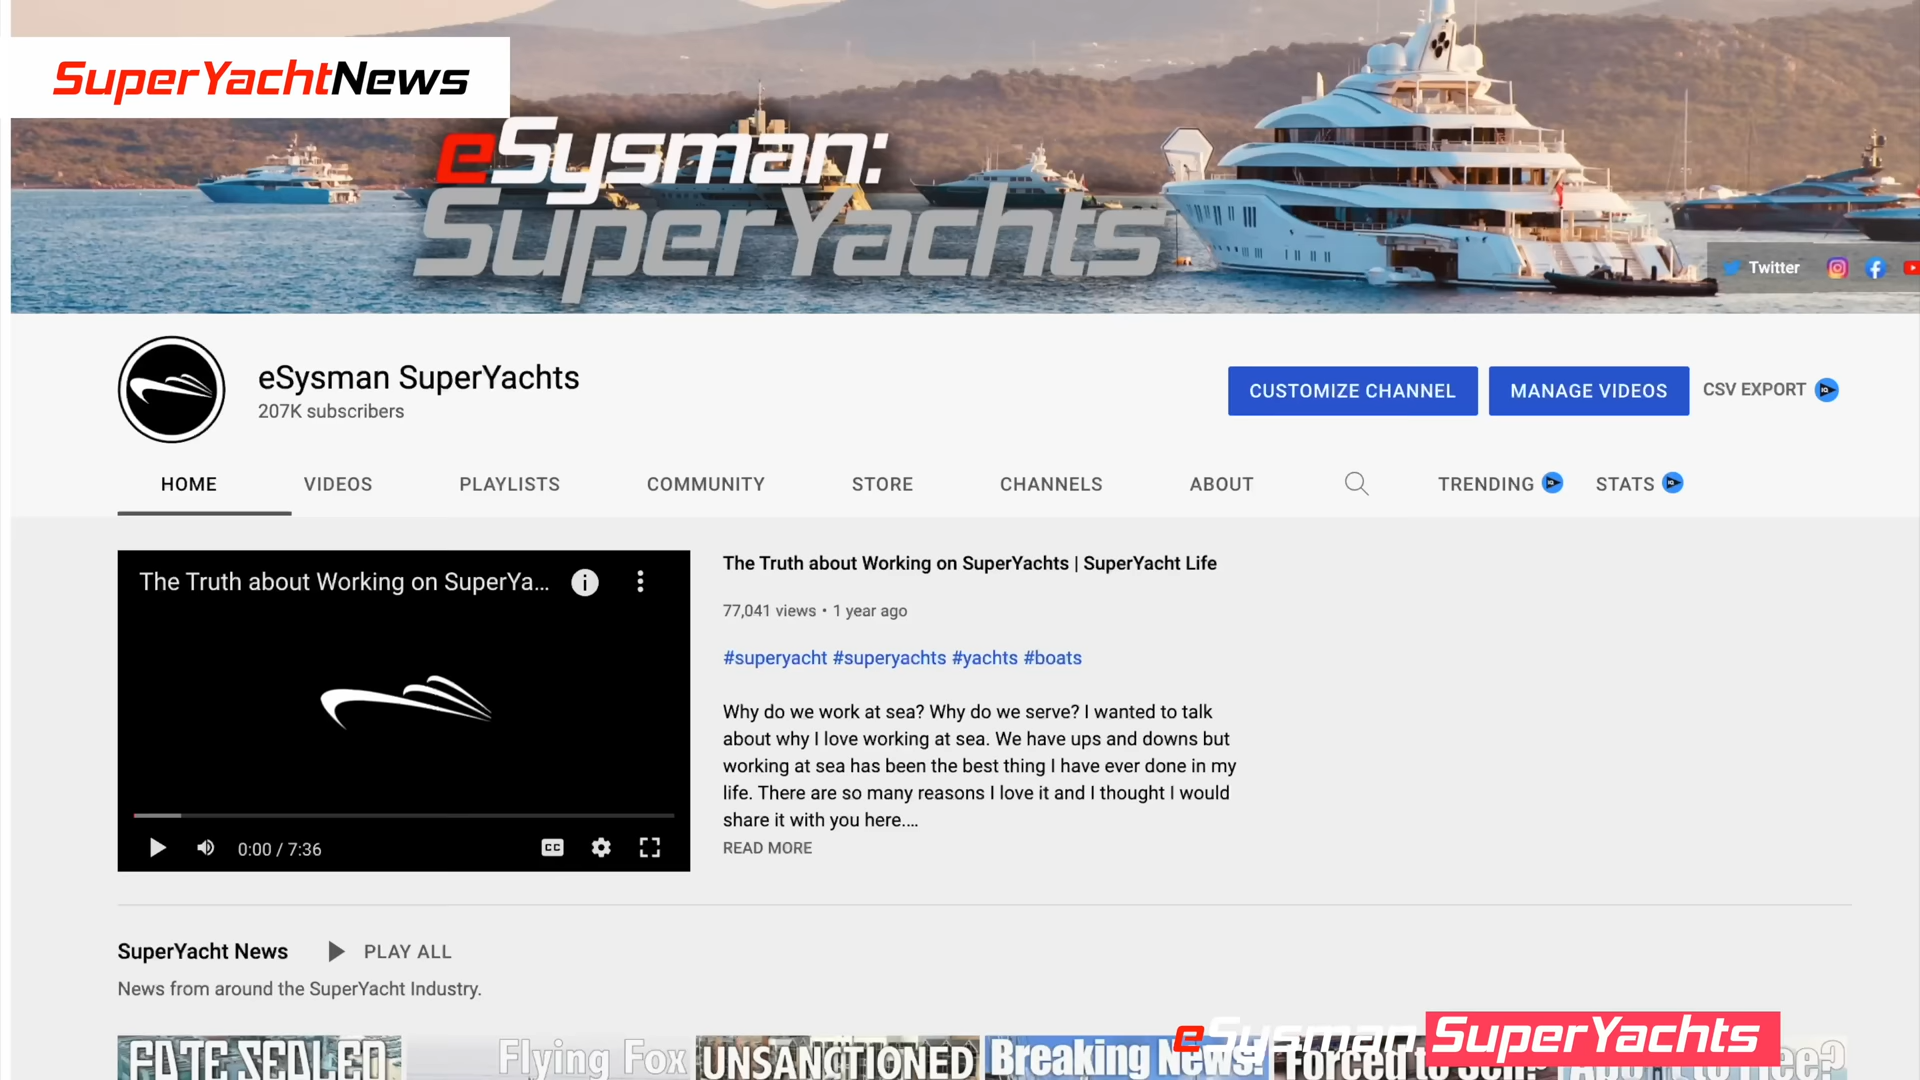 SuperYachtNews
eSysman:
SuperYachts
Twitter
eSysman SuperYachts
207K subscribers
CUSTOMIZE CHANNEL
MANAGE VIDEOS
CSV EXPORT
HOME
VIDEOS
PLAYLISTS
COMMUNITY
STORE
CHANNELS
ABOUT
TRENDING
STATS
The Truth about Working on SuperYa...
0:00 / 7:36
CC
The Truth about Working on SuperYachts | SuperYacht Life
77,041 views • 1 year ago
#superyacht #superyachts #yachts #boats
Why do we work at sea? Why do we serve? I wanted to talk
about why I love working at sea. We have ups and downs but
working at sea has been the best thing I have ever done in my
life. There are so many reasons I love it and I thought I would
share it with you here....
READ MORE
SuperYacht News
PLAY ALL
News from around the SuperYacht Industry.
FATE SEALED
Flying Fox
UNSANCTIONED
Breaking News!
Forced to
eSysman SuperYachts